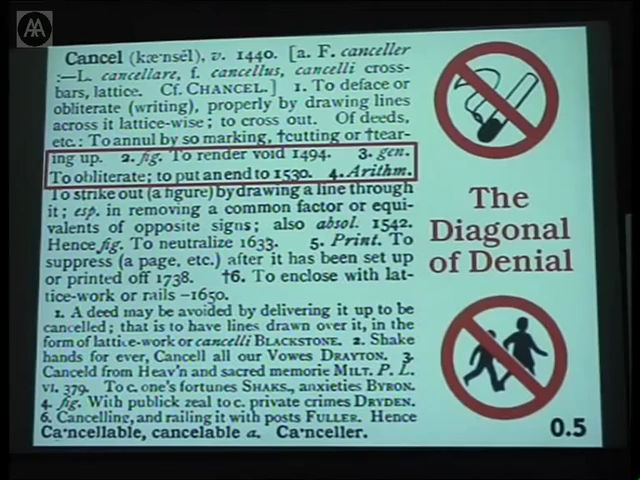 AA
Cancel (kæ·nsĕl), v. 1440. [a. F. canceller
:—L. cancellare, f. cancellus, cancelli cross-
bars, lattice. Cf. CHANCEL.] 1. To deface or
obliterate (writing), properly by drawing lines
across it lattice-wise; to cross out. Of deeds,
etc.: To annul by so marking, †cutting or †tear-
ing up. 2. fig. To render void 1494. 3. gen.
To obliterate; to put an end to 1530. 4. Arithm.
To strike out (a figure) by drawing a line through
it; esp. in removing a common factor or equi-
valents of opposite signs; also absol. 1542.
Hence fig. To neutralize 1633. 5. Print. To
suppress (a page, etc.) after it has been set up
or printed off 1738. †6. To enclose with lat-
tice-work or rails –1650.
1. A deed may be avoided by delivering it up to be
cancelled; that is to have lines drawn over it, in the
form of lattice-work or cancelli BLACKSTONE. 2. Shake
hands for ever, Cancell all our Vowes DRAYTON. 3.
Canceld from Heav'n and sacred memorie MILT. P. L.
VI. 379. To c. one's fortunes SHAKS., anxieties BYRON.
4. fig. With publick zeal to c. private crimes DRYDEN.
6. Cancelling, and railing it with posts FULLER. Hence
Ca·ncellable, cancelable a. Ca·nceller.
The
Diagonal
of Denial
0.5